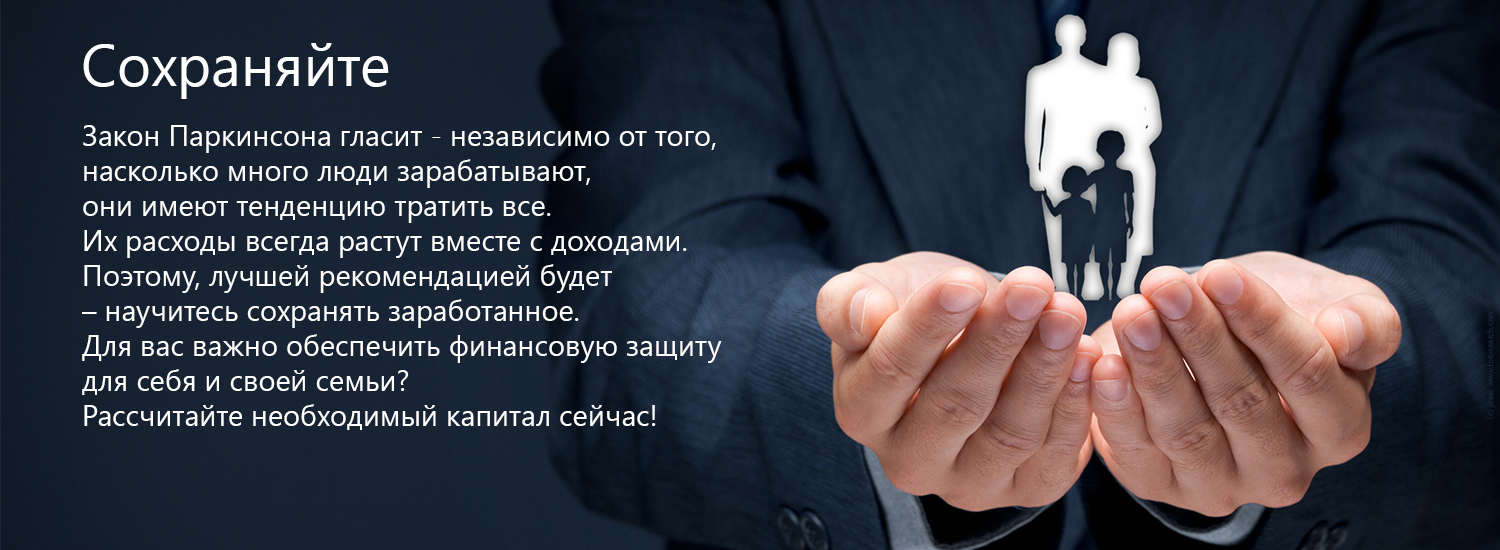 Сохраняйте
Закон Паркинсона гласит - независимо от того,
насколько много люди зарабатывают,
они имеют тенденцию тратить все.
Их расходы всегда растут вместе с доходами.
Поэтому, лучшей рекомендацией будет
– научитесь сохранять заработанное.
Для вас важно обеспечить финансовую защиту
для себя и своей семьи?
Рассчитайте необходимый капитал сейчас!